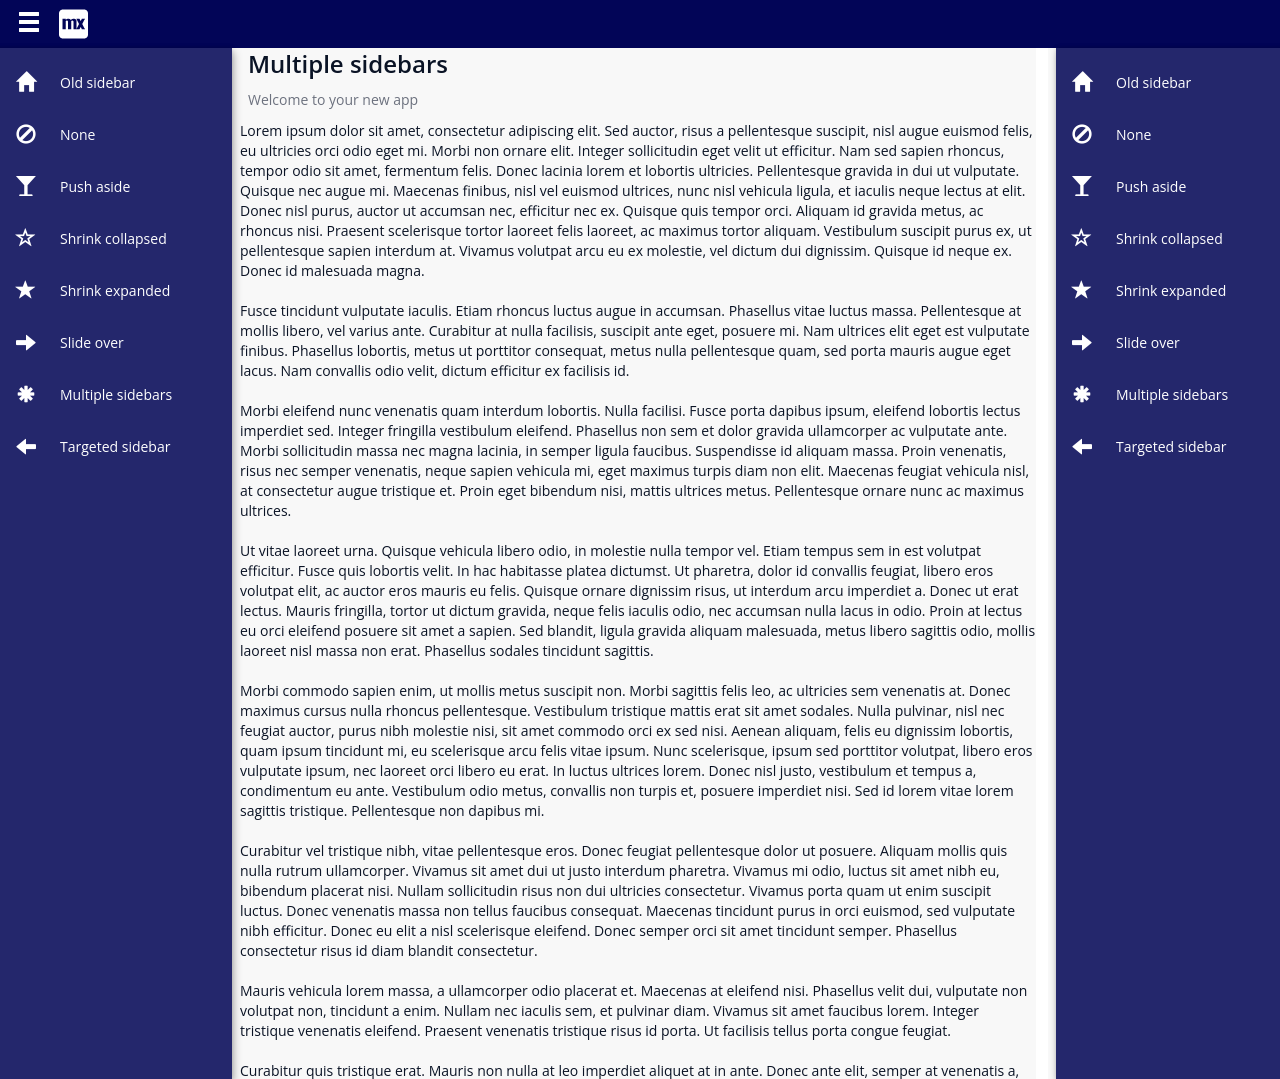 mx
Old sidebar
None
Push aside
Shrink collapsed
Shrink expanded
Slide over
Multiple sidebars
Targeted sidebar
Multiple sidebars
Welcome to your new app
Lorem ipsum dolor sit amet, consectetur adipiscing elit. Sed auctor, risus a pellentesque suscipit, nisl augue euismod felis,
eu ultricies orci odio eget mi. Morbi non ornare elit. Integer sollicitudin eget velit ut efficitur. Nam sed sapien rhoncus,
tempor odio sit amet, fermentum felis. Donec lacinia lorem et lobortis ultricies. Pellentesque gravida in dui ut vulputate.
Quisque nec augue mi. Maecenas finibus, nisl vel euismod ultrices, nunc nisl vehicula ligula, et iaculis neque lectus at elit.
Donec nisl purus, auctor ut accumsan nec, efficitur nec ex. Quisque quis tempor orci. Aliquam id gravida metus, ac
rhoncus nisi. Praesent scelerisque tortor laoreet felis laoreet, ac maximus tortor aliquam. Vestibulum suscipit purus ex, ut
pellentesque sapien interdum at. Vivamus volutpat arcu eu ex molestie, vel dictum dui dignissim. Quisque id neque ex.
Donec id malesuada magna.
Fusce tincidunt vulputate iaculis. Etiam rhoncus luctus augue in accumsan. Phasellus vitae luctus massa. Pellentesque at
mollis libero, vel varius ante. Curabitur at nulla facilisis, suscipit ante eget, posuere mi. Nam ultrices elit eget est vulputate
finibus. Phasellus lobortis, metus ut porttitor consequat, metus nulla pellentesque quam, sed porta mauris augue eget
lacus. Nam convallis odio velit, dictum efficitur ex facilisis id.
Morbi eleifend nunc venenatis quam interdum lobortis. Nulla facilisi. Fusce porta dapibus ipsum, eleifend lobortis lectus
imperdiet sed. Integer fringilla vestibulum eleifend. Phasellus non sem et dolor gravida ullamcorper ac vulputate ante.
Morbi sollicitudin massa nec magna lacinia, in semper ligula faucibus. Suspendisse id aliquam massa. Proin venenatis,
risus nec semper venenatis, neque sapien vehicula mi, eget maximus turpis diam non elit. Maecenas feugiat vehicula nisl,
at consectetur augue tristique et. Proin eget bibendum nisi, mattis ultrices metus. Pellentesque ornare nunc ac maximus
ultrices.
Ut vitae laoreet urna. Quisque vehicula libero odio, in molestie nulla tempor vel. Etiam tempus sem in est volutpat
efficitur. Fusce quis lobortis velit. In hac habitasse platea dictumst. Ut pharetra, dolor id convallis feugiat, libero eros
volutpat elit, ac auctor eros mauris eu felis. Quisque ornare dignissim risus, ut interdum arcu imperdiet a. Donec ut erat
lectus. Mauris fringilla, tortor ut dictum gravida, neque felis iaculis odio, nec accumsan nulla lacus in odio. Proin at lectus
eu orci eleifend posuere sit amet a sapien. Sed blandit, ligula gravida aliquam malesuada, metus libero sagittis odio, mollis
laoreet nisl massa non erat. Phasellus sodales tincidunt sagittis.
Morbi commodo sapien enim, ut mollis metus suscipit non. Morbi sagittis felis leo, ac ultricies sem venenatis at. Donec
maximus cursus nulla rhoncus pellentesque. Vestibulum tristique mattis erat sit amet sodales. Nulla pulvinar, nisl nec
feugiat auctor, purus nibh molestie nisi, sit amet commodo orci ex sed nisi. Aenean aliquam, felis eu dignissim lobortis,
quam ipsum tincidunt mi, eu scelerisque arcu felis vitae ipsum. Nunc scelerisque, ipsum sed porttitor volutpat, libero eros
vulputate ipsum, nec laoreet orci libero eu erat. In luctus ultrices lorem. Donec nisl justo, vestibulum et tempus a,
condimentum eu ante. Vestibulum odio metus, convallis non turpis et, posuere imperdiet nisi. Sed id lorem vitae lorem
sagittis tristique. Pellentesque non dapibus mi.
Curabitur vel tristique nibh, vitae pellentesque eros. Donec feugiat pellentesque dolor ut posuere. Aliquam mollis quis
nulla rutrum ullamcorper. Vivamus sit amet dui ut justo interdum pharetra. Vivamus mi odio, luctus sit amet nibh eu,
bibendum placerat nisi. Nullam sollicitudin risus non dui ultricies consectetur. Vivamus porta quam ut enim suscipit
luctus. Donec venenatis massa non tellus faucibus consequat. Maecenas tincidunt purus in orci euismod, sed vulputate
nibh efficitur. Donec eu elit a nisl scelerisque eleifend. Donec semper orci sit amet tincidunt semper. Phasellus
consectetur risus id diam blandit consectetur.
Mauris vehicula lorem massa, a ullamcorper odio placerat et. Maecenas at eleifend nisi. Phasellus velit dui, vulputate non
volutpat non, tincidunt a enim. Nullam nec iaculis sem, et pulvinar diam. Vivamus sit amet faucibus lorem. Integer
tristique venenatis eleifend. Praesent venenatis tristique risus id porta. Ut facilisis tellus porta congue feugiat.
Curabitur quis tristique erat. Mauris non nulla at leo imperdiet aliquet at in ante. Donec ante elit, semper at venenatis a,
Old sidebar
None
Push aside
Shrink collapsed
Shrink expanded
Slide over
Multiple sidebars
Targeted sidebar